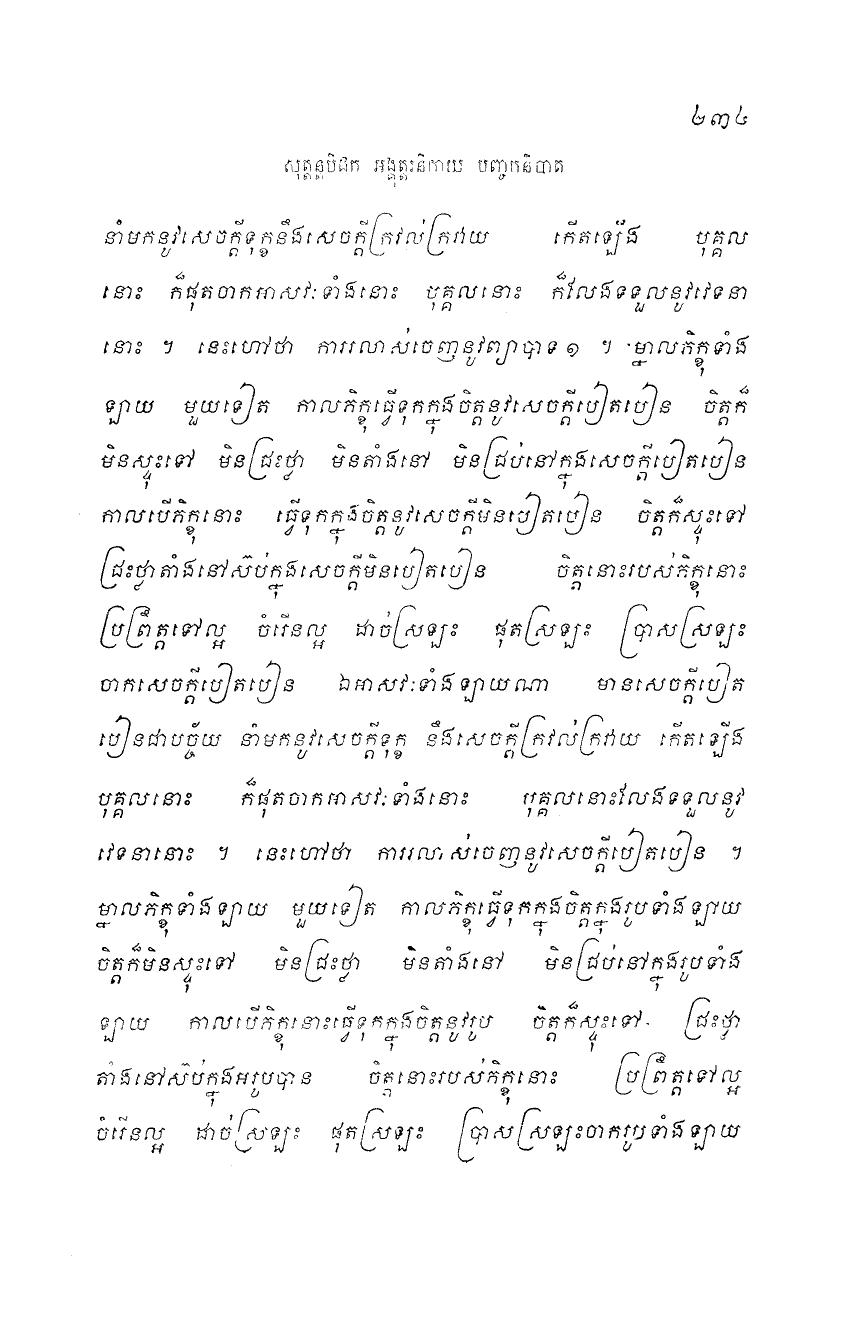 ២៣៤
សុត្តន្តបិដក អង្គុត្តរនិកាយ បញ្ចកនិបាត
នាំមកនូវសេចក្តីទុក្ខនឹងសេចក្តីក្រវល់ក្រវាយ កើតឡើង បុគ្គល
នោះ ក៏ផុតចាកអាសវៈទាំងនោះ បុគ្គលនោះ ក៏លែងទទួលនូវវេទនា
នោះ ។ នេះហៅថា ការរលាស់ចេញនូវព្យាបាទ១ ។ ម្នាលភិក្ខុទាំង
ឡាយ មួយទៀត កាលភិក្ខុធ្វើទុកក្នុងចិត្តនូវសេចក្តីបៀតបៀន ចិត្តក៏
មិនស្ទុះទៅ មិនជ្រះថ្លា មិនតាំងនៅ មិនជ្រប់នៅក្នុងសេចក្តីបៀតបៀន
កាលបើភិក្ខុនោះ ធ្វើទុកក្នុងចិត្តនូវសេចក្តីមិនបៀតបៀន ចិត្តក៏ស្ទុះទៅ
ជ្រះថ្លាតាំងនៅស៊ប់ក្នុងសេចក្តីមិនបៀតបៀន ចិត្តនោះរបស់ភិក្ខុនោះ
ប្រព្រឹត្តទៅល្អ ចំរើនល្អ ដាច់ស្រឡះ ផុតស្រឡះ ប្រាសស្រឡះ
ចាកសេចក្តីបៀតបៀន ឯអាសវៈទាំងឡាយណា មានសេចក្តីបៀត
បៀនជាបច្ច័យ នាំមកនូវសេចក្តីទុក្ខ នឹងសេចក្តីក្រវល់ក្រវាយ កើតឡើង
បុគ្គលនោះ ក៏ផុតចាកអាសវៈទាំងនោះ បុគ្គលនោះលែងទទួលនូវ
វេទនានោះ ។ នេះហៅថា ការរលាស់ចេញនូវសេចក្តីបៀតបៀន ។
ម្នាលភិក្ខុទាំងឡាយ មួយទៀត កាលភិក្ខុធ្វើទុកក្នុងចិត្តក្នុងរូបទាំងឡាយ
ចិត្តក៏មិនស្ទុះទៅ មិនជ្រះថ្លា មិនតាំងនៅ មិនជ្រប់នៅក្នុងរូបទាំង
ឡាយ កាលបើភិក្ខុនោះធ្វើទុកក្នុងចិត្តនូវរូប ចិត្តក៏ស្ទុះទៅ ជ្រះថ្លា
តាំងនៅស៊ប់ក្នុងអរូបបាន ចិត្តនោះរបស់ភិក្ខុនោះ ប្រព្រឹត្តទៅល្អ
ចំរើនល្អ ដាច់ស្រឡះ ផុតស្រឡះ ប្រាសស្រឡះចាករូបទាំងឡាយ